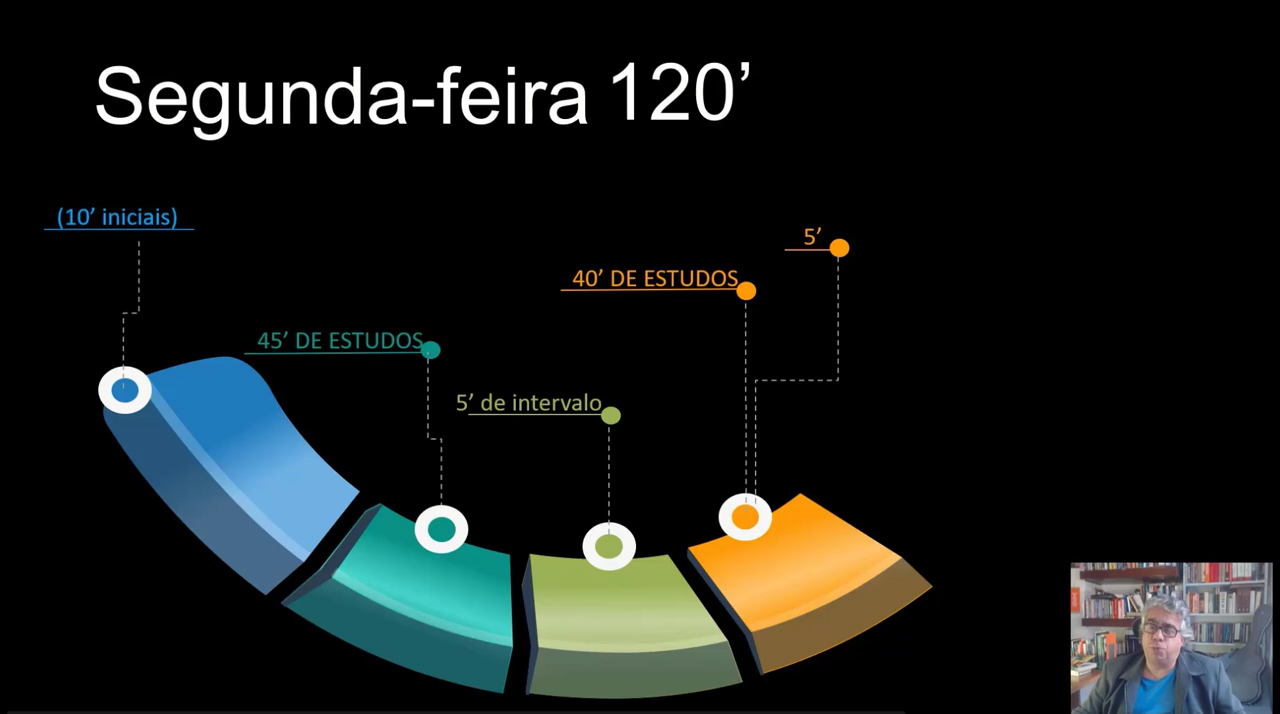 Segunda-feira 120’
(10’ iniciais)
5’
40’ DE ESTUDOS
45’ DE ESTUDOS
5’ de intervalo